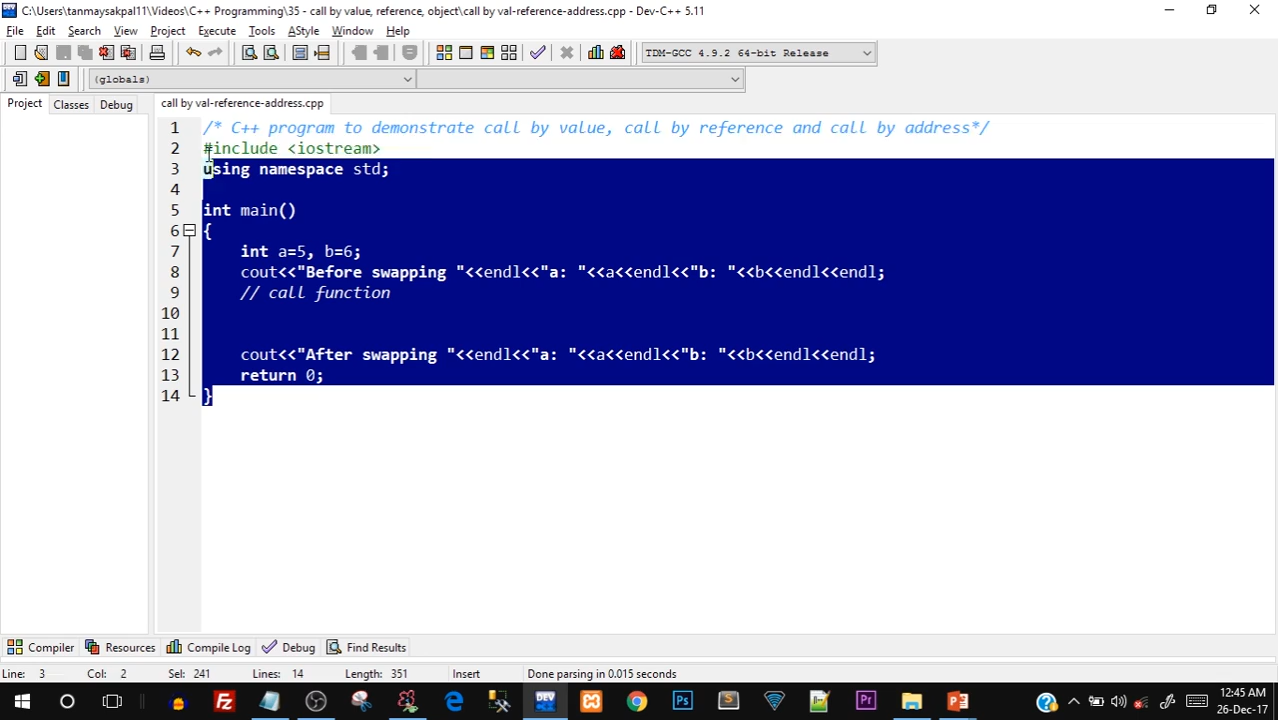 C:\Users\tanmaysakpal11\Videos\C++ Programming\35 - call by value, reference, object\call by val-reference-address.cpp - Dev-C++ 5.11
File Edit Search View Project Execute Tools AStyle Window Help
TDM-GCC 4.9.2 64-bit Release
(globals)
Project Classes Debug call by val-reference-address.cpp
1 /* C++ program to demonstrate call by value, call by reference and call by address*/
2 #include <iostream>
3 using namespace std;
4
5 int main()
6 {
7 int a=5, b=6;
8 cout<<"Before swapping "<<endl<<"a: "<<a<<endl<<"b: "<<b<<endl<<endl;
9 // call function
10
11
12 cout<<"After swapping "<<endl<<"a: "<<a<<endl<<"b: "<<b<<endl<<endl;
13 return 0;
14 }
Compiler Resources Compile Log Debug Find Results
Line: 3 Col: 2 Sel: 241 Lines: 14 Length: 351 Insert Done parsing in 0.015 seconds
12:45 AM
26-Dec-17